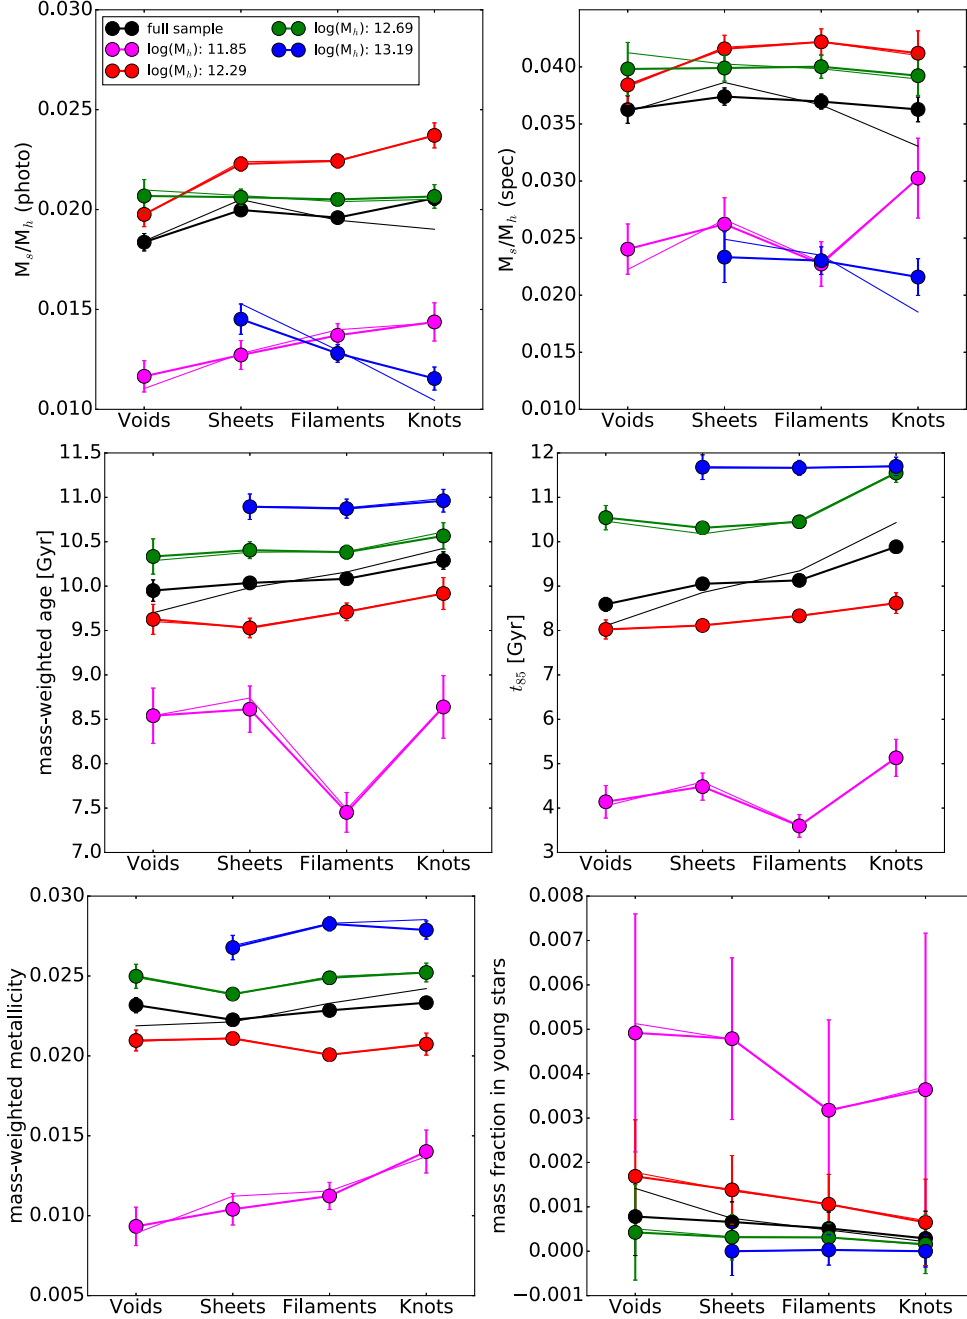 full sample
log(M_h): 11.85
log(M_h): 12.29
log(M_h): 12.69
log(M_h): 13.19
M_s/M_h (photo)
0.030
0.025
0.020
0.015
0.010
Voids Sheets Filaments Knots
M_s/M_h (spec)
0.040
0.035
0.030
0.025
0.020
0.015
0.010
Voids Sheets Filaments Knots
mass-weighted age [Gyr]
11.5
11.0
10.5
10.0
9.5
9.0
8.5
8.0
7.5
7.0
Voids Sheets Filaments Knots
t_85 [Gyr]
12
11
10
9
8
7
6
5
4
3
Voids Sheets Filaments Knots
mass-weighted metallicity
0.030
0.025
0.020
0.015
0.010
0.005
Voids Sheets Filaments Knots
mass fraction in young stars
0.008
0.007
0.006
0.005
0.004
0.003
0.002
0.001
0.000
−0.001
Voids Sheets Filaments Knots